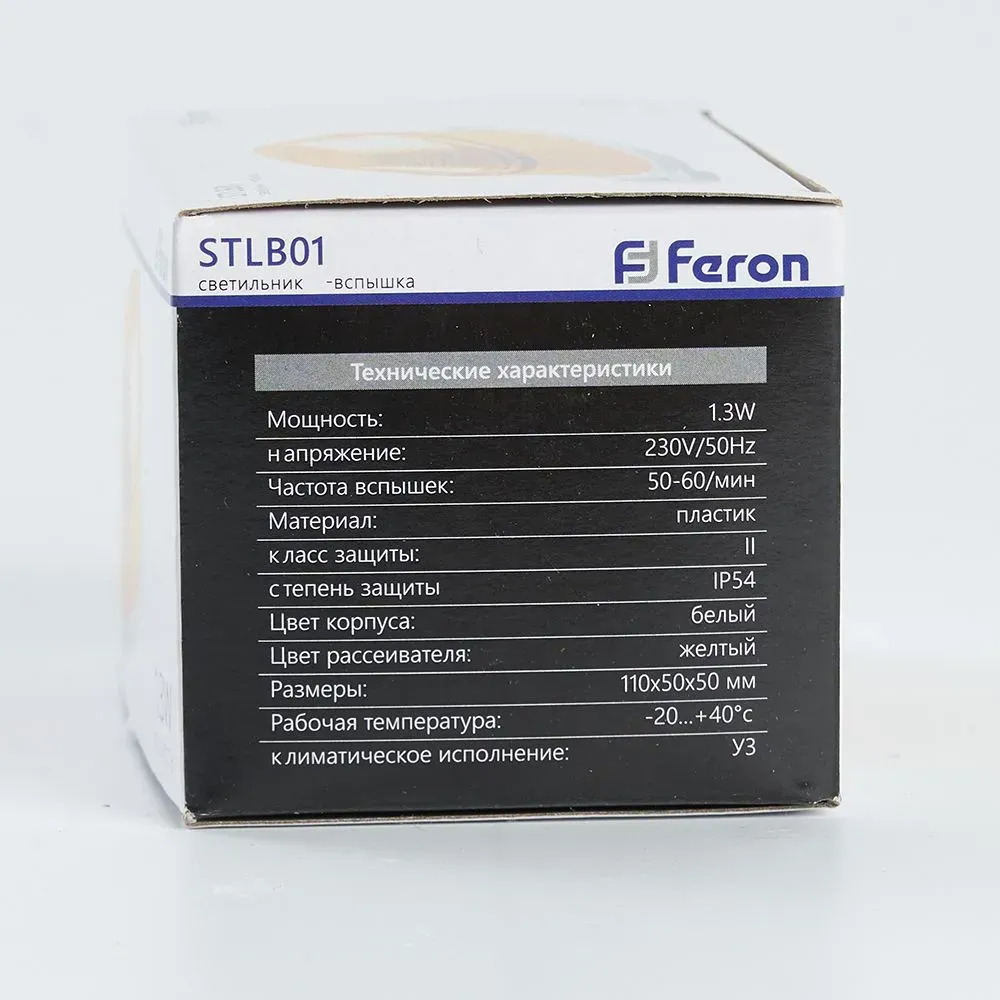 STLB01
светильник -вспышка
Feron
Технические характеристики
Мощность: 1.3W
напряжение: 230V/50Hz
Частота вспышек: 50-60/мин
Материал: пластик
класс защиты: II
степень защиты IP54
Цвет корпуса: белый
Цвет рассеивателя: желтый
Размеры: 110x50x50 мм
Рабочая температура: -20...+40°c
климатическое исполнение: У3